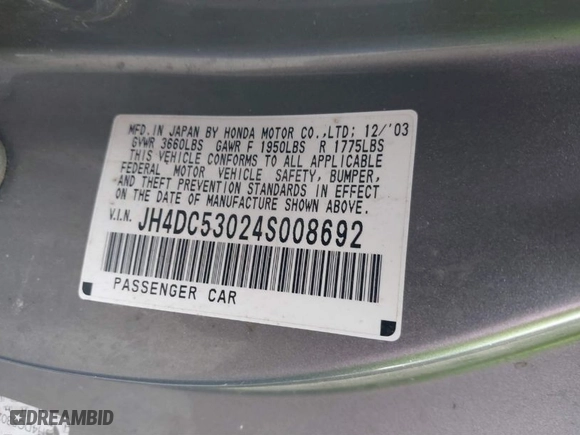 MFD. IN JAPAN BY HONDA MOTOR CO., LTD; 12/'03
GVWR 3660LBS GAWR F 1950LBS R 1775LBS
THIS VEHICLE CONFORMS TO ALL APPLICABLE
FEDERAL MOTOR VEHICLE SAFETY, BUMPER,
AND THEFT PREVENTION STANDARDS IN EFFECT
ON THE DATE OF MANUFACTURE SHOWN ABOVE.
V.I.N. JH4DC53024S008692
PASSENGER CAR
DREAMBID